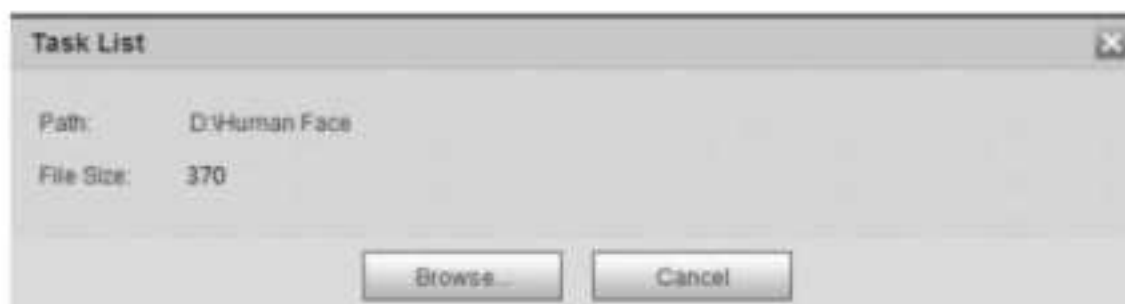 Task List
Path: D:\Human Face
File Size: 370
Browse... Cancel